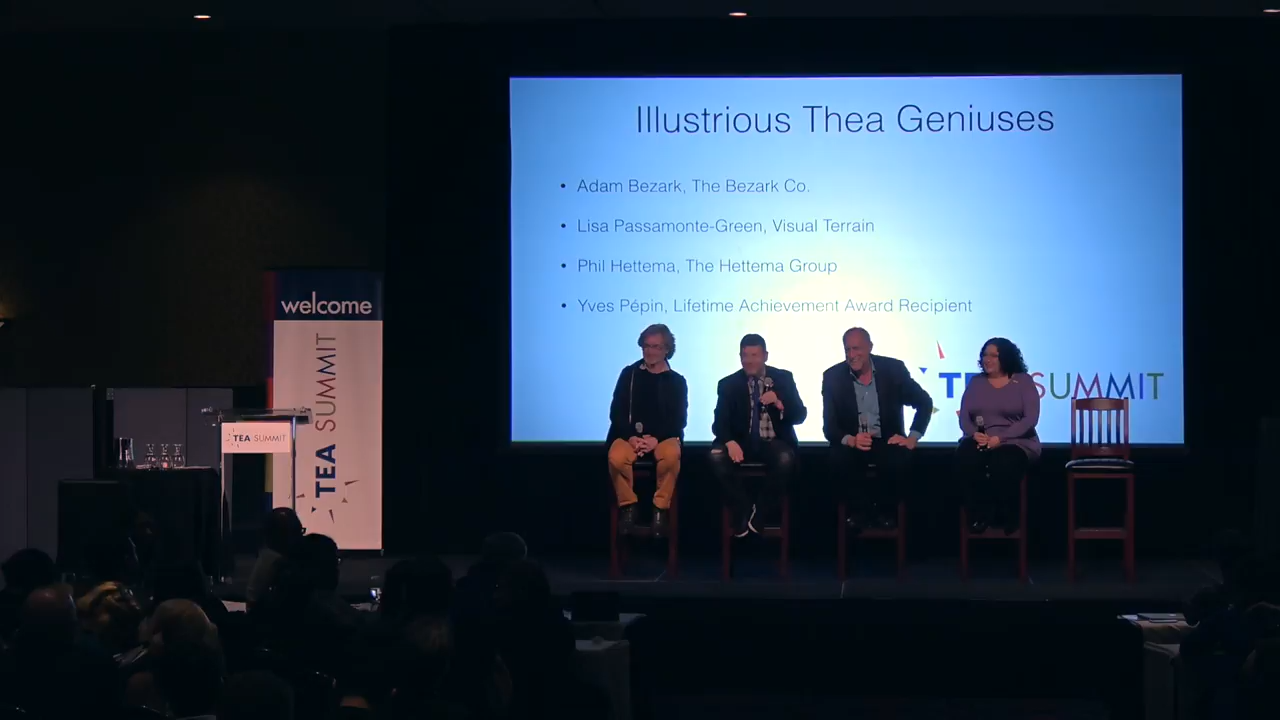 Illustrious Thea Geniuses
• Adam Bezark, The Bezark Co.
• Lisa Passamonte-Green, Visual Terrain
• Phil Hettema, The Hettema Group
• Yves Pépin, Lifetime Achievement Award Recipient
SUMMIT
welcome
TEA SUMMIT
TEA SUMMIT